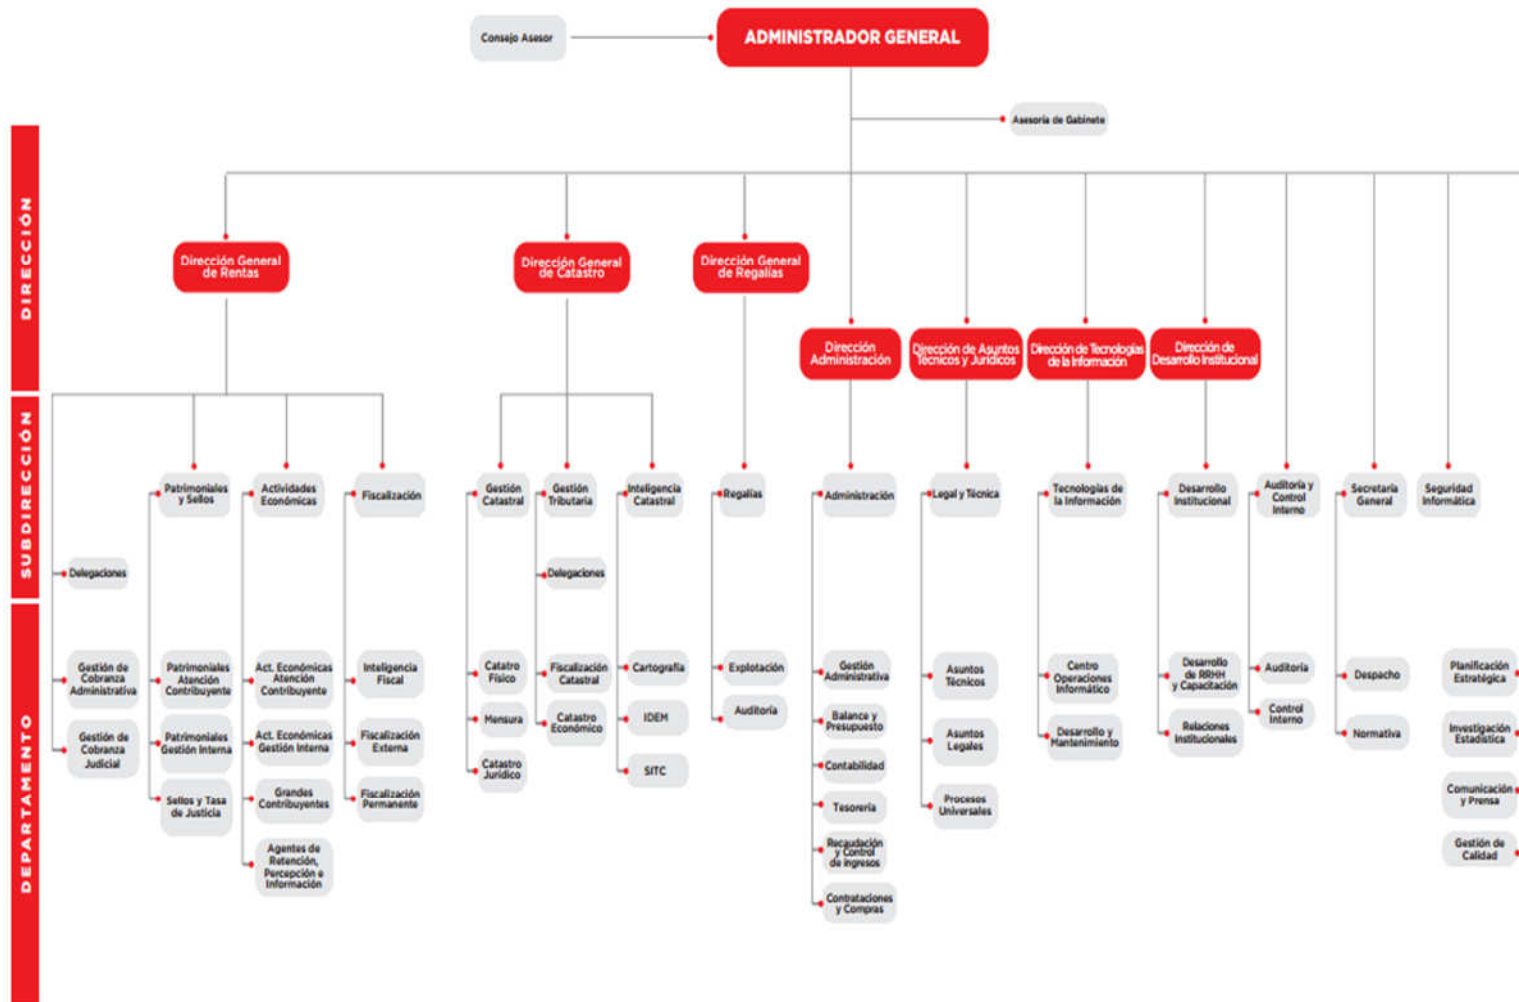 Consejo Asesor
ADMINISTRADOR GENERAL
Asesoría de Gabinete
DIRECCIÓN
Dirección General
de Rentas
Dirección General
de Catastro
Dirección General
de Regalías
Dirección
Administración
Dirección de Asuntos
Técnicos y Jurídicos
Dirección de Tecnologías
de la Información
Dirección de
Desarrollo Institucional
SUBDIRECCIÓN
Patrimoniales
y Sellos
Actividades
Económicas
Fiscalización
Gestión
Catastral
Gestión
Tributaria
Inteligencia
Catastral
Regalías
Administración
Legal y Técnica
Tecnologías de
la Información
Desarrollo
Institucional
Auditoría y
Control
Interno
Secretaría
General
Seguridad
Informática
Delegaciones
Delegaciones
DEPARTAMENTO
Gestión de
Cobranza
Administrativa
Gestión de
Cobranza
Judicial
Patrimoniales
Atención
Contribuyente
Patrimoniales
Gestión Interna
Sellos y Tasa
de Justicia
Act. Económicas
Atención
Contribuyente
Act. Económicas
Gestión Interna
Grandes
Contribuyentes
Agentes de
Retención,
Percepción e
Información
Inteligencia
Fiscal
Fiscalización
Externa
Fiscalización
Permanente
Catatro
Físico
Mensura
Catastro
Jurídico
Fiscalización
Catastral
Catastro
Económico
Cartografía
IDEM
SITC
Explotación
Auditoría
Gestión
Administrativa
Balance y
Presupuesto
Contabilidad
Tesorería
Recaudación
y Control
de ingresos
Contrataciones
y Compras
Asuntos
Técnicos
Asuntos
Legales
Procesos
Universales
Centro
Operaciones
Informático
Desarrollo y
Mantenimiento
Desarrollo
de RRHH
y Capacitación
Relaciones
Institucionales
Auditoría
Control
Interno
Despacho
Normativa
Planificación
Estratégica
Investigación
Estadística
Comunicación
y Prensa
Gestión de
Calidad